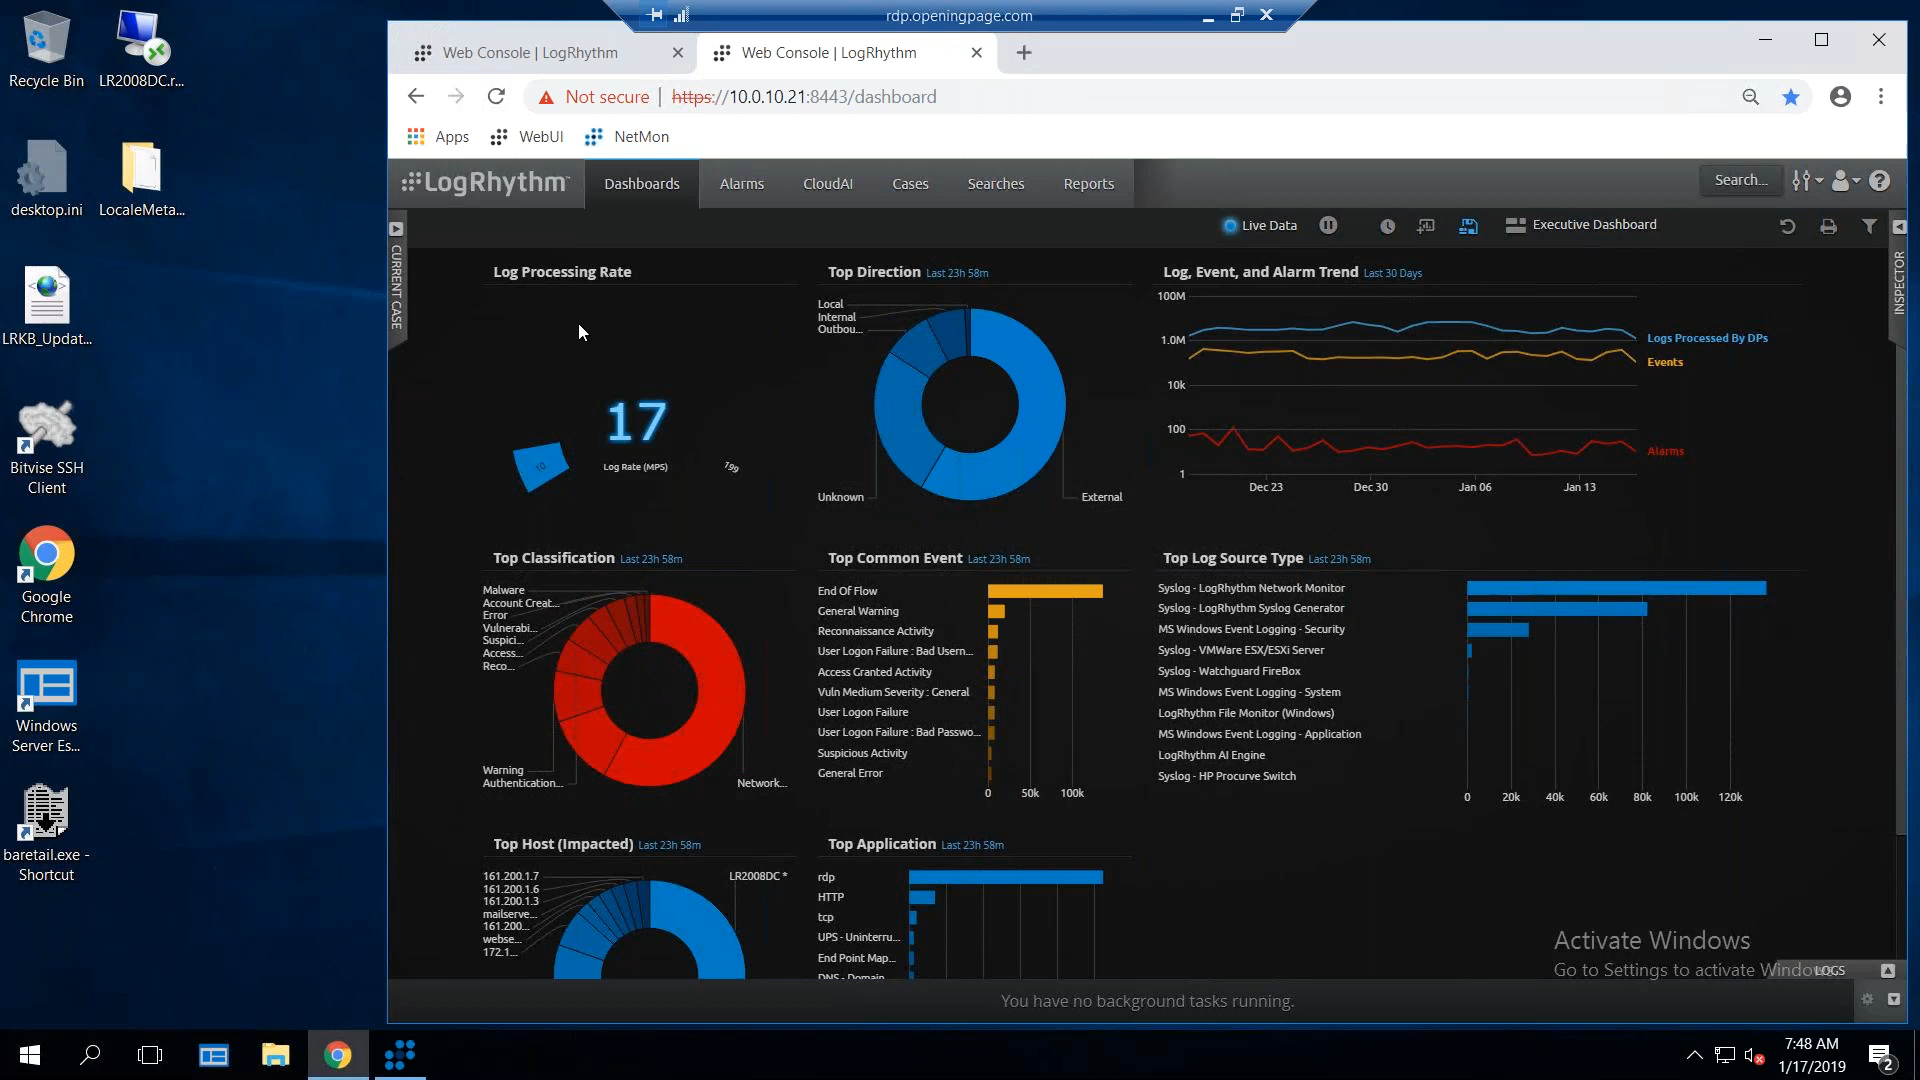 rdp.openingpage.com
Recycle Bin
LR2008DC.r...
desktop.ini
LocaleMeta...
LRKB_Updat...
Bitvise SSH
Client
Google
Chrome
Windows
Server Es...
baretail.exe -
Shortcut
Web Console | LogRhythm
Web Console | LogRhythm
Not secure | https://10.0.10.21:8443/dashboard
Apps
WebUI
NetMon
LogRhythm
Dashboards
Alarms
CloudAI
Cases
Searches
Reports
Search...
Live Data
Executive Dashboard
CURRENT CASE
INSPECTOR
Log Processing Rate
17
Log Rate (MPS)
10
199
Top Direction Last 23h 58m
Local
Internal
Outbou...
Unknown
External
Log, Event, and Alarm Trend Last 30 Days
100M
1.0M
10k
100
1
Dec 23
Dec 30
Jan 06
Jan 13
Logs Processed By DPs
Events
Alarms
Top Classification Last 23h 58m
Malware
Account Creat...
Error
Vulnerabi...
Suspici...
Access...
Reco...
Warning
Authentication...
Network...
Top Common Event Last 23h 58m
End Of Flow
General Warning
Reconnaissance Activity
User Logon Failure : Bad Usern...
Access Granted Activity
Vuln Medium Severity : General
User Logon Failure
User Logon Failure : Bad Passwo...
Suspicious Activity
General Error
0 50k 100k
Top Log Source Type Last 23h 58m
Syslog - LogRhythm Network Monitor
Syslog - LogRhythm Syslog Generator
MS Windows Event Logging - Security
Syslog - VMWare ESX/ESXi Server
Syslog - Watchguard FireBox
MS Windows Event Logging - System
LogRhythm File Monitor (Windows)
MS Windows Event Logging - Application
LogRhythm AI Engine
Syslog - HP Procurve Switch
0 20k 40k 60k 80k 100k 120k
Top Host (Impacted) Last 23h 58m
161.200.1.7
161.200.1.6
161.200.1.3
mailserve...
161.200...
webse...
172.1...
LR2008DC *
Top Application Last 23h 58m
rdp
HTTP
tcp
UPS - Uninterru...
End Point Map...
DNS - Domain
Activate Windows
Go to Settings to activate Windows
LOGS
You have no background tasks running.
7:48 AM
1/17/2019
2